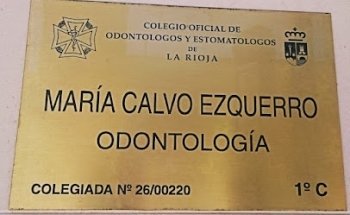 COLEGIO OFICIAL DE
ODONTOLOGOS Y ESTOMATOLOGOS
DE
LA RIOJA
MARÍA CALVO EZQUERRO
ODONTOLOGÍA
COLEGIADA Nº 26/00220 1º C